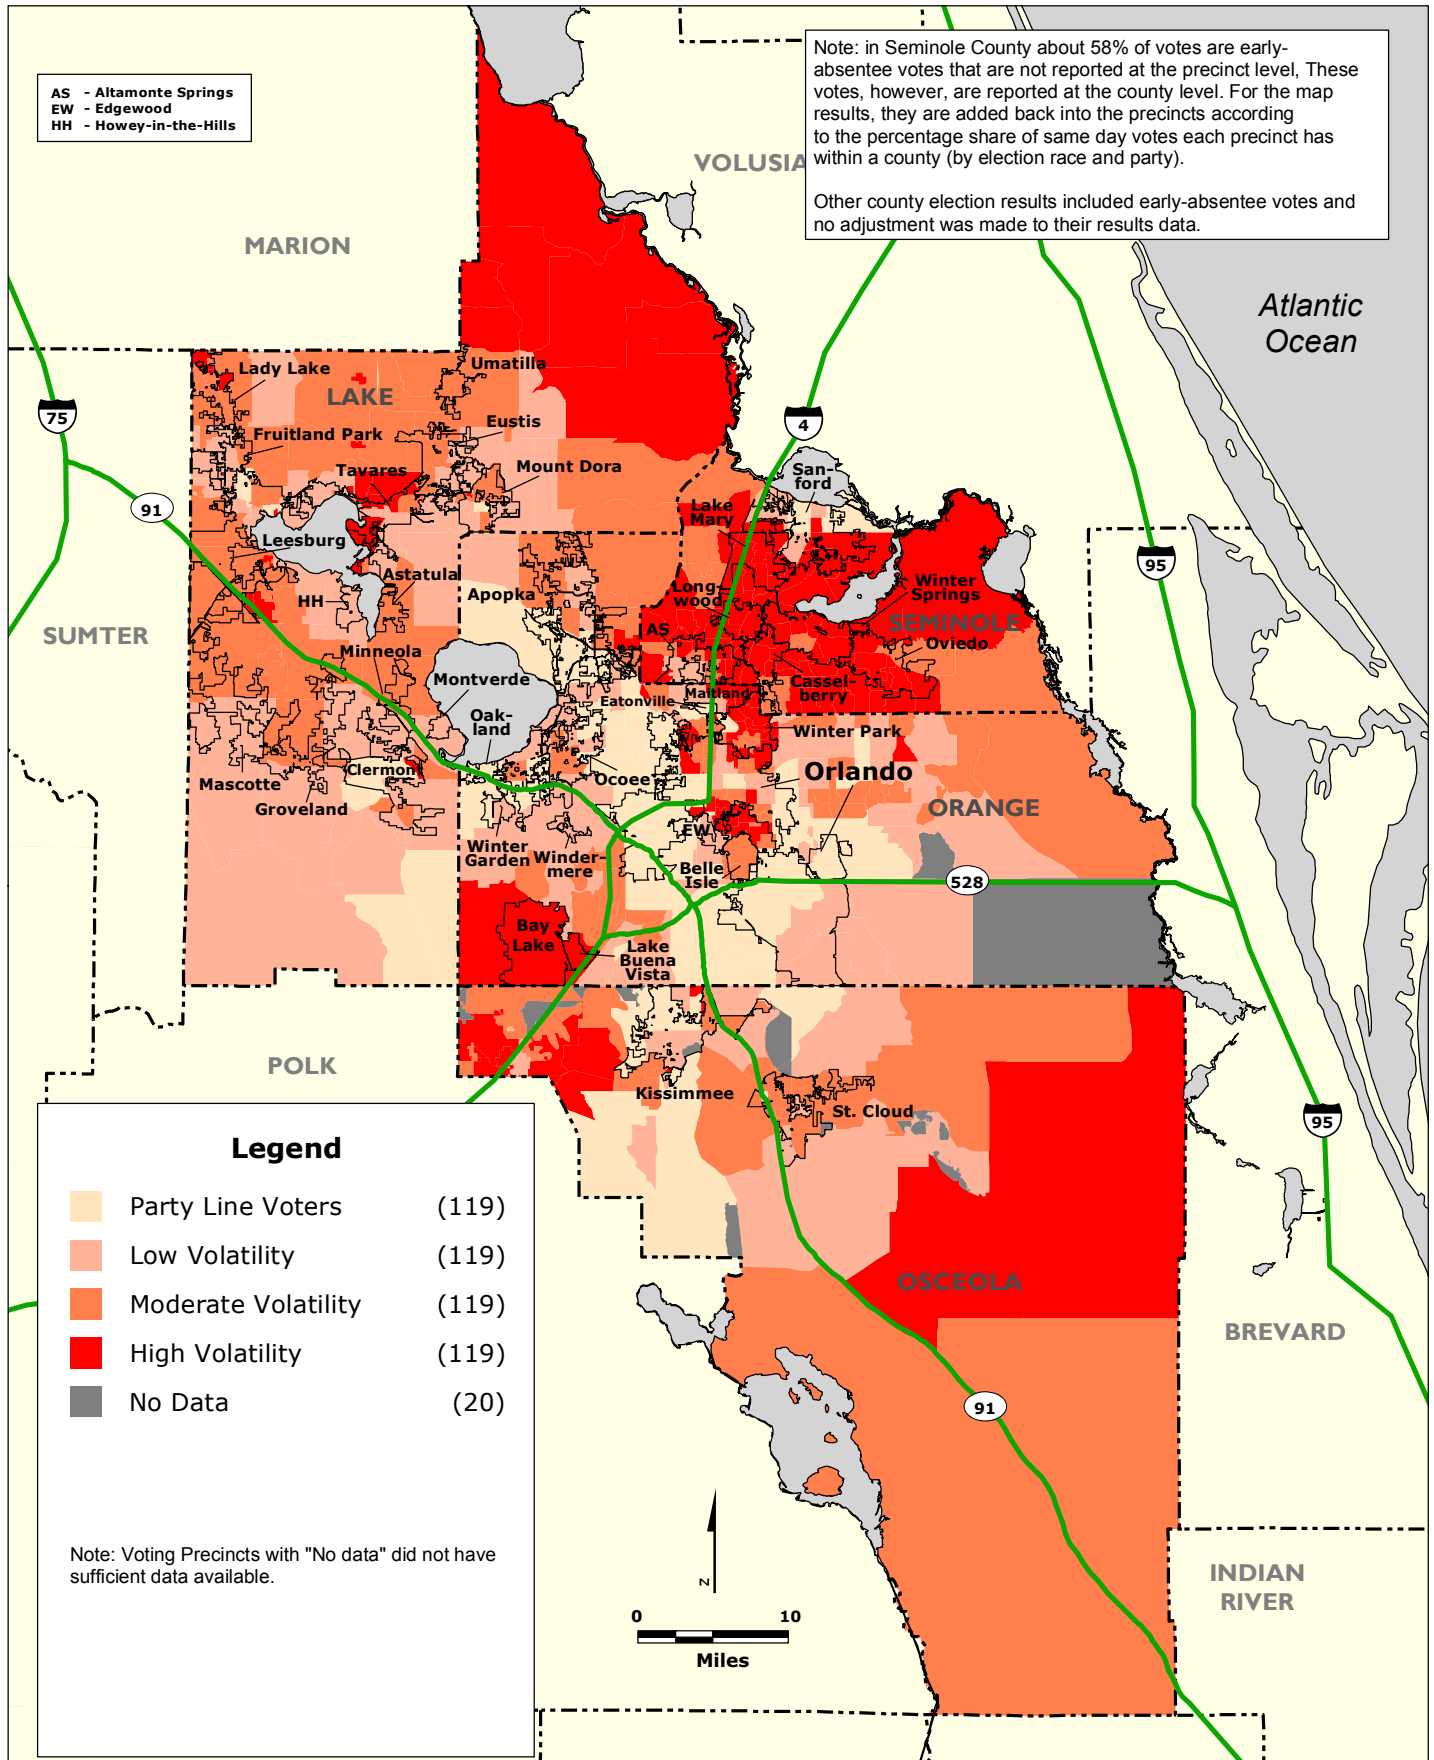 AS - Altamonte Springs
EW - Edgewood
HH - Howey-in-the-Hills
Note: in Seminole County about 58% of votes are early-
absentee votes that are not reported at the precinct level, These
votes, however, are reported at the county level. For the map
results, they are added back into the precincts according
to the percentage share of same day votes each precinct has
within a county (by election race and party).
Other county election results included early-absentee votes and
no adjustment was made to their results data.
VOLUSIA
MARION
Atlantic
Ocean
Umatilla
Lady Lake
LAKE
75
4
Eustis
Fruitland Park
Mount Dora
Tavares
San-
ford
91
Lake
Mary
Leesburg
95
Astatula
Apopka
Long-
wood
Winter
Springs
HH
SUMTER
AS
SEMINOLE
Oviedo
Minneola
Montverde
Cassel-
berry
Maitland
Eatonville
Oak-
land
Winter Park
Clermont
Ocoee
Orlando
Mascotte
Groveland
ORANGE
EW
Winter
Garden
Winder-
mere
Belle
Isle
528
Bay
Lake
Lake
Buena
Vista
POLK
Kissimmee
St. Cloud
95
Legend
Party Line Voters (119)
Low Volatility (119)
Moderate Volatility (119)
High Volatility (119)
No Data (20)
OSCEOLA
BREVARD
91
Note: Voting Precincts with "No data" did not have
sufficient data available.
INDIAN
RIVER
N
0 10
Miles